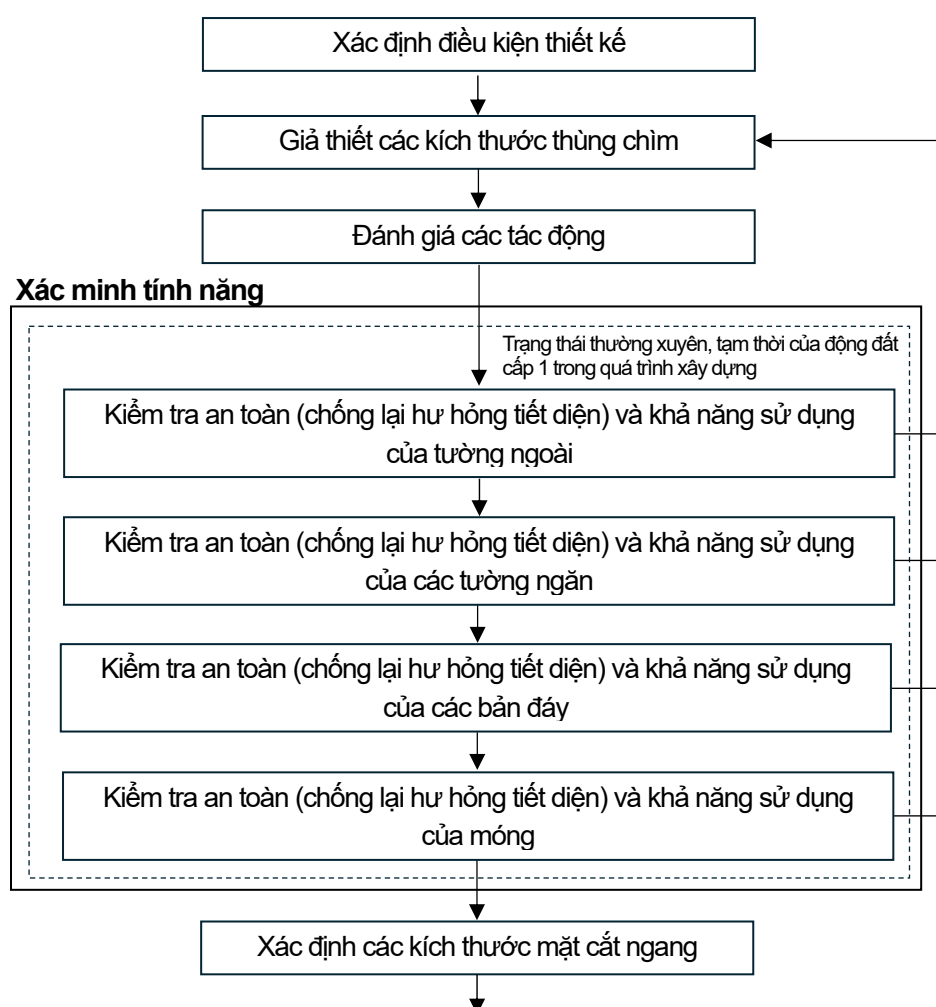 Xác định điều kiện thiết kế
Giả thiết các kích thước thùng chìm
Đánh giá các tác động
Xác minh tính năng
Trạng thái thường xuyên, tạm thời của động đất
cấp 1 trong quá trình xây dựng
Kiểm tra an toàn (chống lại hư hỏng tiết diện) và khả năng sử dụng
của tường ngoài
Kiểm tra an toàn (chống lại hư hỏng tiết diện) và khả năng sử dụng
của các tường ngăn
Kiểm tra an toàn (chống lại hư hỏng tiết diện) và khả năng sử dụng
của các bản đáy
Kiểm tra an toàn (chống lại hư hỏng tiết diện) và khả năng sử dụng
của móng
Xác định các kích thước mặt cắt ngang